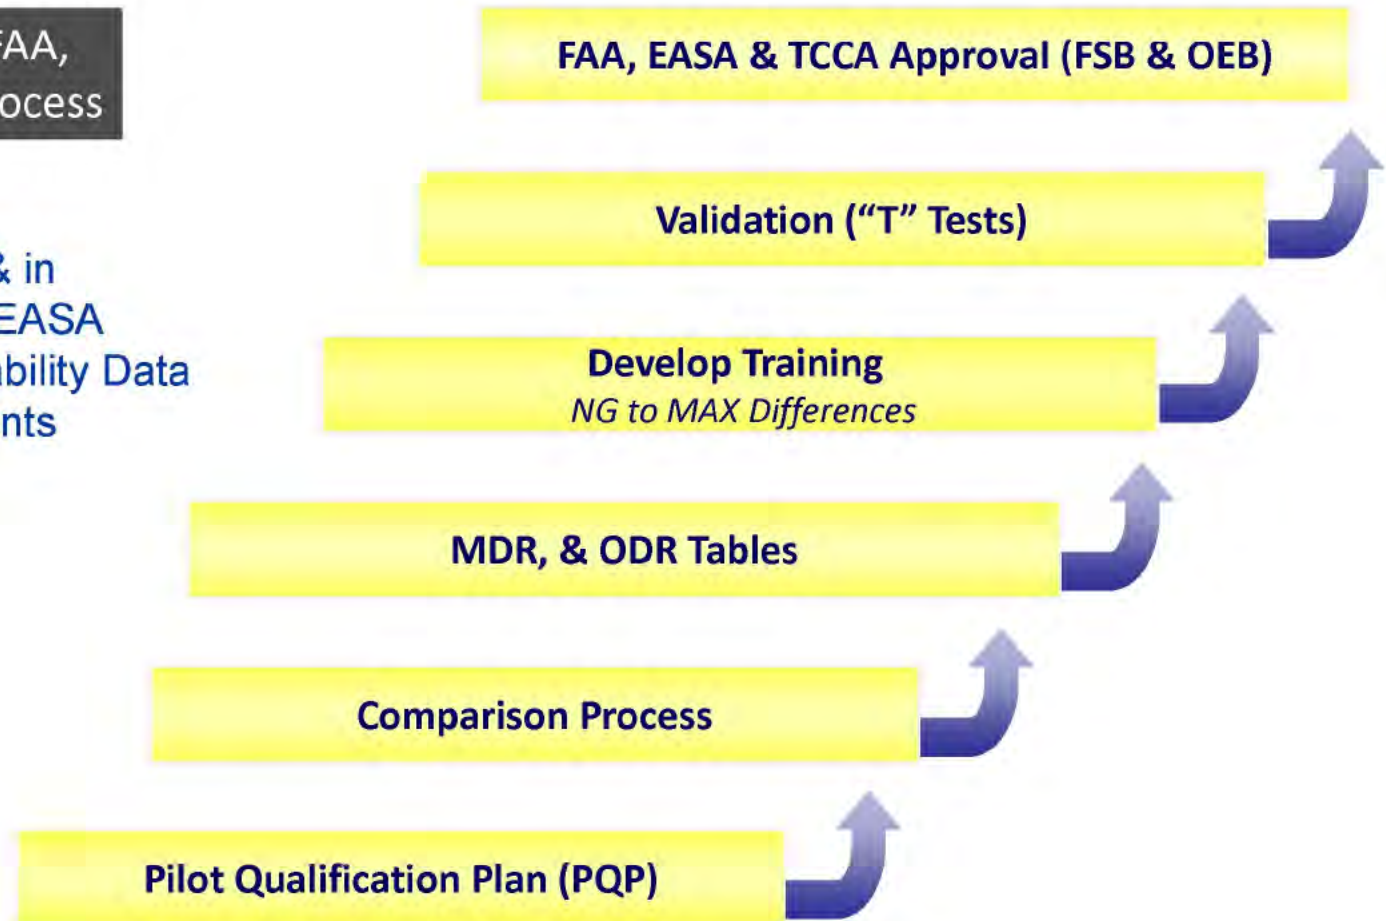 FAA,
ocess
FAA, EASA & TCCA Approval (FSB & OEB)
Validation (“T” Tests)
& in
EASA
ability Data
nts
Develop Training
NG to MAX Differences
MDR, & ODR Tables
Comparison Process
Pilot Qualification Plan (PQP)